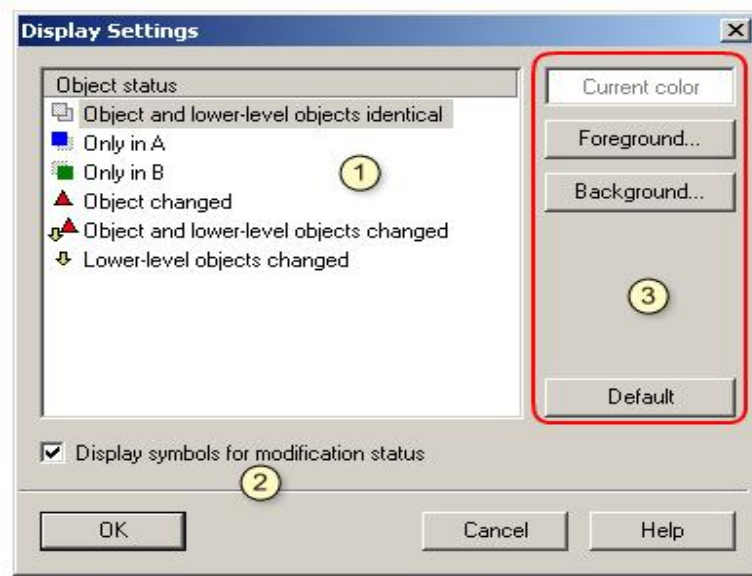 Display Settings
Object status
Object and lower-level objects identical
Only in A
Only in B
Object changed
Object and lower-level objects changed
Lower-level objects changed
1
Current color
Foreground...
Background...
3
Default
Display symbols for modification status
2
OK
Cancel
Help